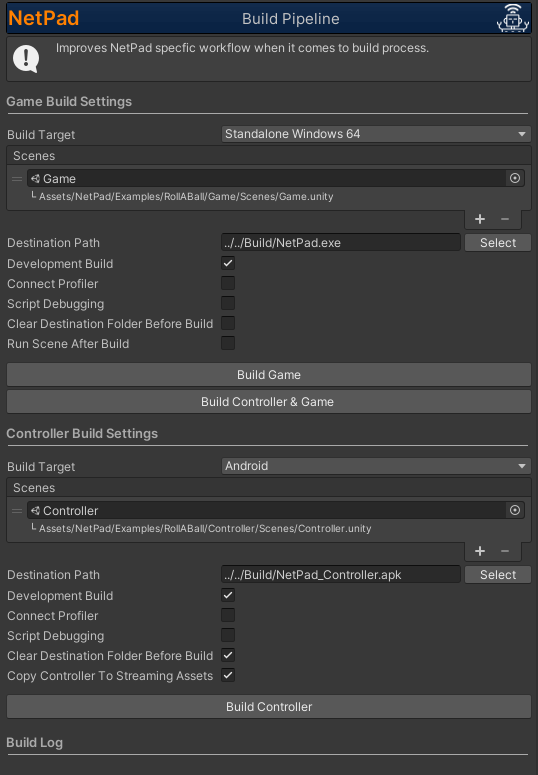 NetPad Build Pipeline
Improves NetPad specfic workflow when it comes to build process.
Game Build Settings
Build Target Standalone Windows 64
Scenes
Game
Assets/NetPad/Examples/RollABall/Game/Scenes/Game.unity
+ −
Destination Path ../../Build/NetPad.exe Select
Development Build
Connect Profiler
Script Debugging
Clear Destination Folder Before Build
Run Scene After Build
Build Game
Build Controller & Game
Controller Build Settings
Build Target Android
Scenes
Controller
Assets/NetPad/Examples/RollABall/Controller/Scenes/Controller.unity
+ −
Destination Path ../../Build/NetPad_Controller.apk Select
Development Build
Connect Profiler
Script Debugging
Clear Destination Folder Before Build
Copy Controller To Streaming Assets
Build Controller
Build Log